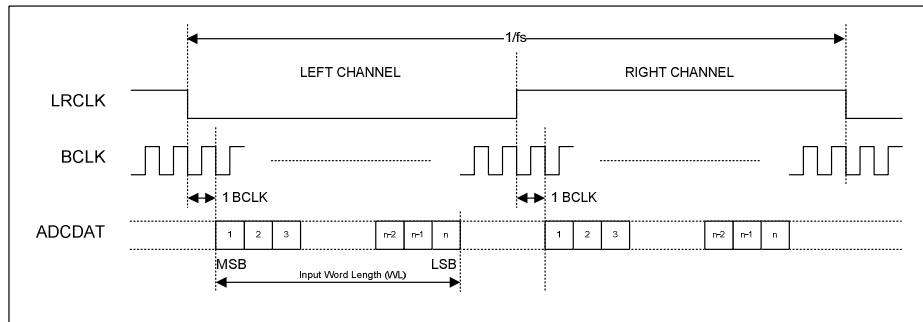 1/fs
LEFT CHANNEL RIGHT CHANNEL
LRCLK
BCLK
1 BCLK 1 BCLK
ADCDAT
1 2 3 n-2 n-1 n 1 2 3 n-2 n-1 n
MSB LSB
Input Word Length (WL)